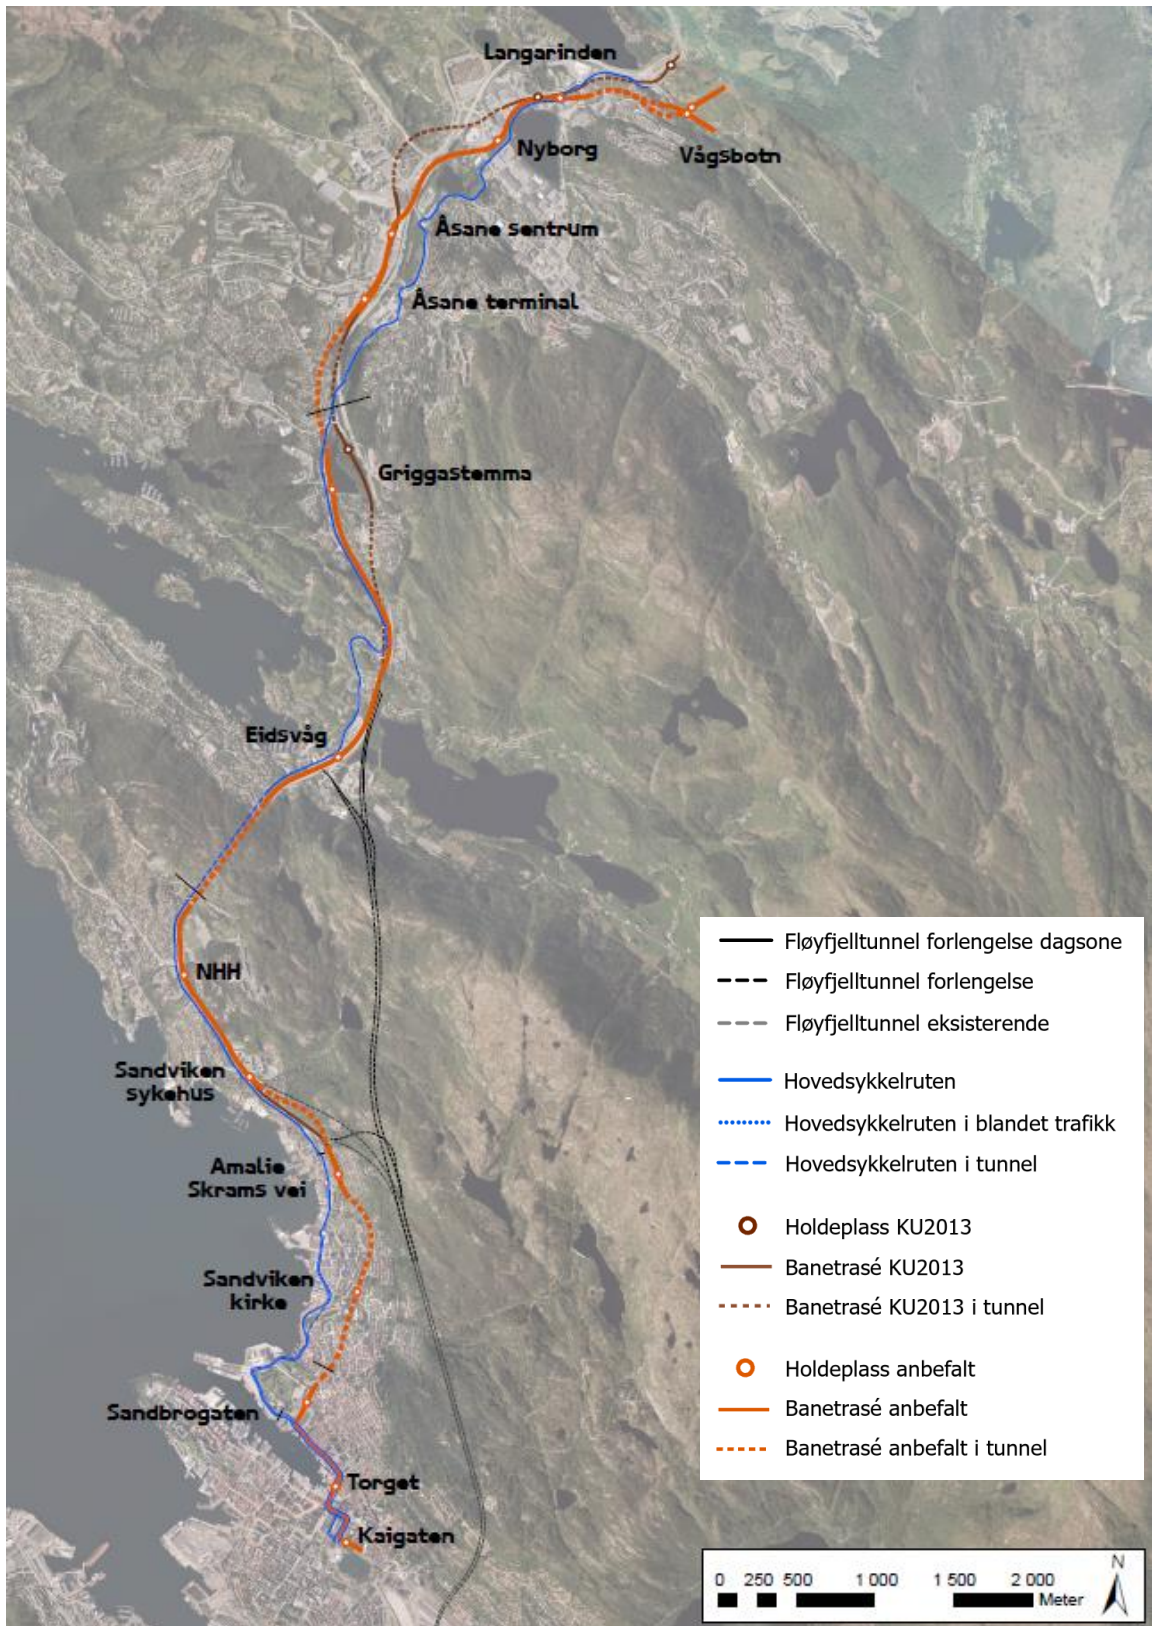 Langarinden
Nyborg
Vågsbotn
Åsane sentrum
Åsane terminal
Griggastemma
Eidsvåg
NHH
Sandviken
sykehus
Amalie
Skrams vei
Sandviken
kirke
Sandbrogaten
Torget
Kaigaten
Fløyfjelltunnel forlengelse dagsone
Fløyfjelltunnel forlengelse
Fløyfjelltunnel eksisterende
Hovedsykkelruten
Hovedsykkelruten i blandet trafikk
Hovedsykkelruten i tunnel
Holdeplass KU2013
Banetrasé KU2013
Banetrasé KU2013 i tunnel
Holdeplass anbefalt
Banetrasé anbefalt
Banetrasé anbefalt i tunnel
0 250 500 1 000 1 500 2 000
Meter
N